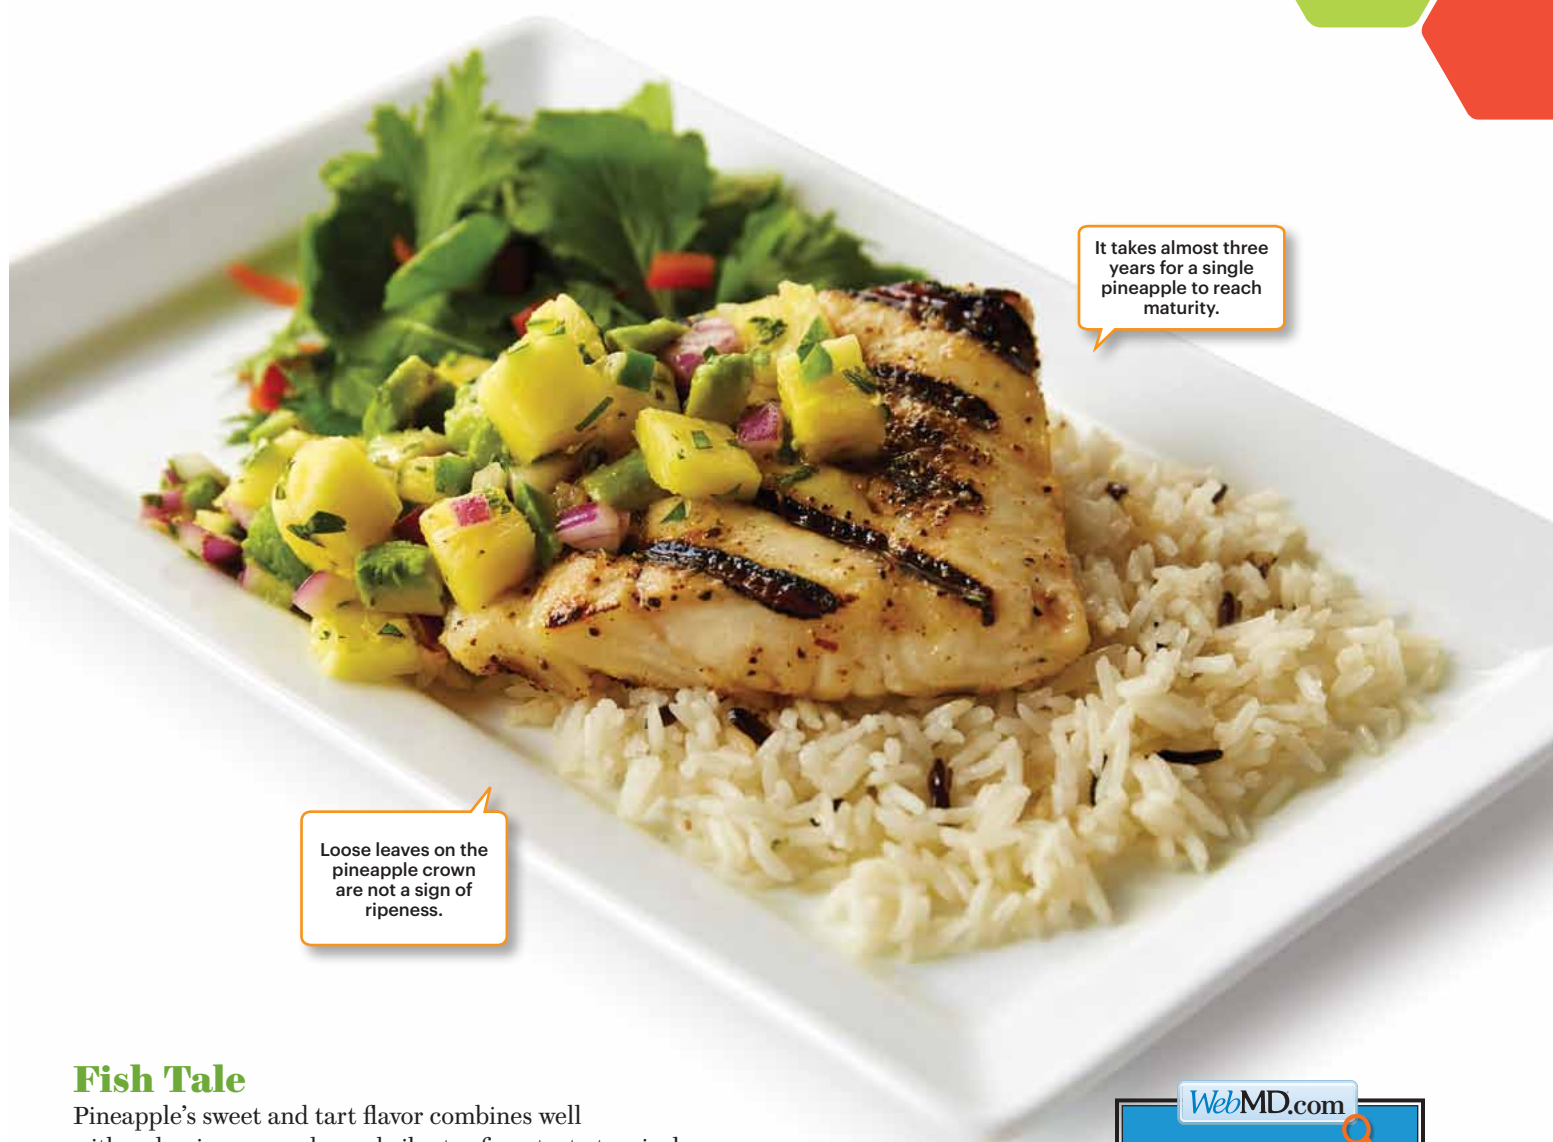 It takes almost three
years for a single
pineapple to reach
maturity.
Loose leaves on the
pineapple crown
are not a sign of
ripeness.
Fish Tale
Pineapple's sweet and tart flavor combines well
WebMD.com